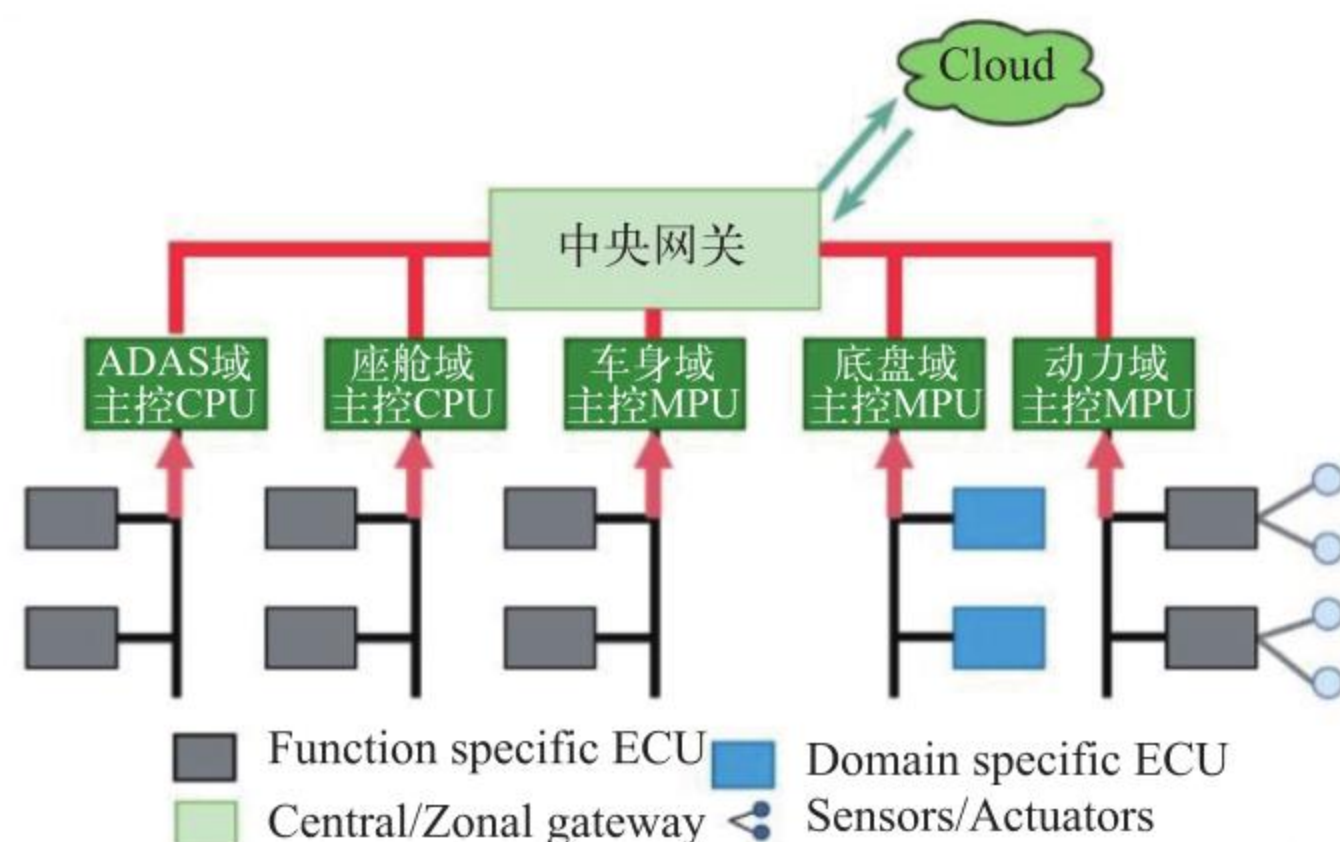 Cloud
中央网关
ADAS域
主控CPU
座舱域
主控CPU
车身域
主控MPU
底盘域
主控MPU
动力域
主控MPU
Function specific ECU
Domain specific ECU
Central/Zonal gateway
Sensors/Actuators